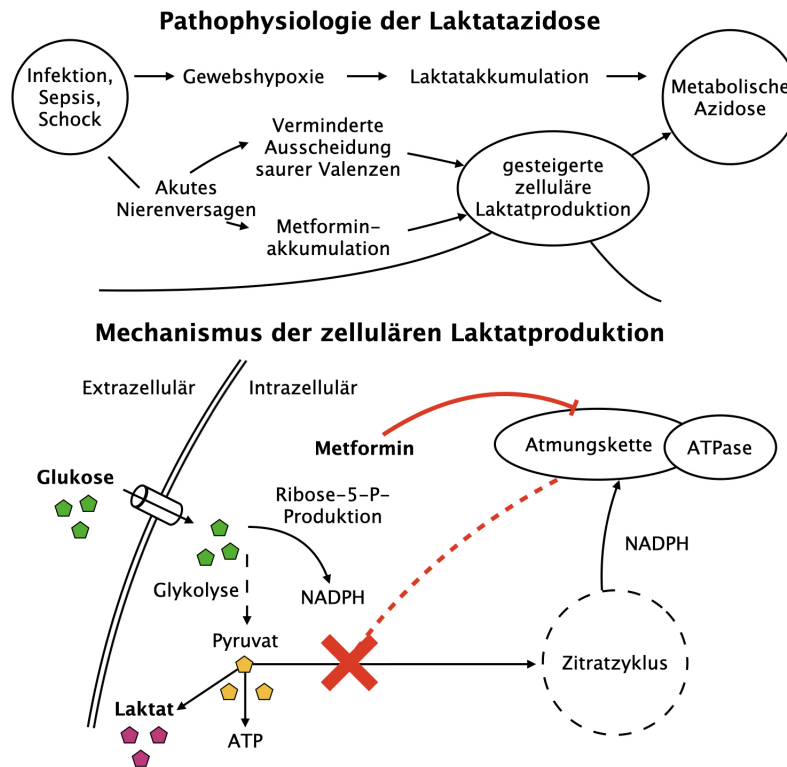 Pathophysiologie der Laktatazidose
Infektion,
Sepsis,
Schock
Gewebshypoxie
Laktatakkumulation
Metabolische
Azidose
Verminderte
Ausscheidung
saurer Valenzen
Akutes
Nierenversagen
Metformin-
akkumulation
gesteigerte
zelluläre
Laktatproduktion
Mechanismus der zellulären Laktatproduktion
Extrazellulär
Intrazellulär
Metformin
Atmungskette
ATPase
Glukose
Ribose-5-P-
Produktion
NADPH
Glykolyse
NADPH
Pyruvat
Zitratzyklus
Laktat
ATP